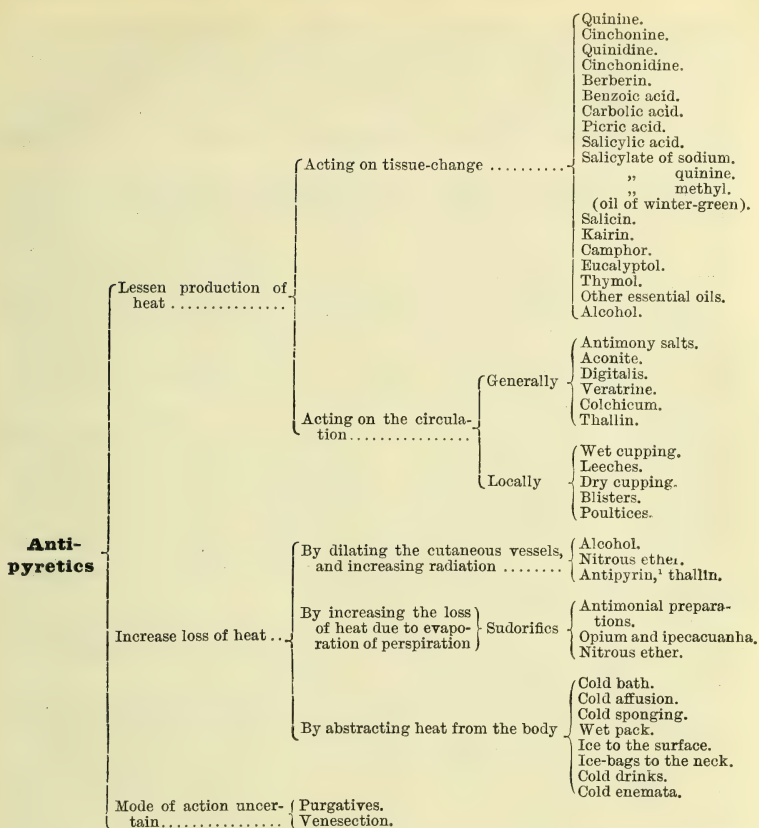 Quinine.
Cinchonine.
Quinidine.
Cinchonidine.
Berberin.
Benzoic acid.
Carbolic acid.
Picric acid.
Salicylic acid.
Acting on tissue-change .......... Salicylate of sodium.
„ quinine.
„ methyl.
(oil of winter-green).
Salicin.
Kairin.
Camphor.
Eucalyptol.
Thymol.
Other essential oils.
Alcohol.
Lessen production of
heat ...............
Antimony salts.
Aconite.
Generally Digitalis.
Veratrine.
Colchicum.
Thallin.
Acting on the circula-
tion................
Wet cupping.
Leeches.
Locally Dry cupping.
Blisters.
Poultices.
Anti-
pyretics
By dilating the cutaneous vessels, Alcohol.
and increasing radiation ........ Nitrous ether.
Antipyrin,¹ thallin.
Increase loss of heat ..
By increasing the loss
of heat due to evapo-
ration of perspiration
Sudorifics
Antimonial prepara-
tions.
Opium and ipecacuanha.
Nitrous ether.
By abstracting heat from the body
Cold bath.
Cold affusion.
Cold sponging.
Wet pack.
Ice to the surface.
Ice-bags to the neck.
Cold drinks.
Cold enemata.
Mode of action uncer- Purgatives.
tain................ Venesection.